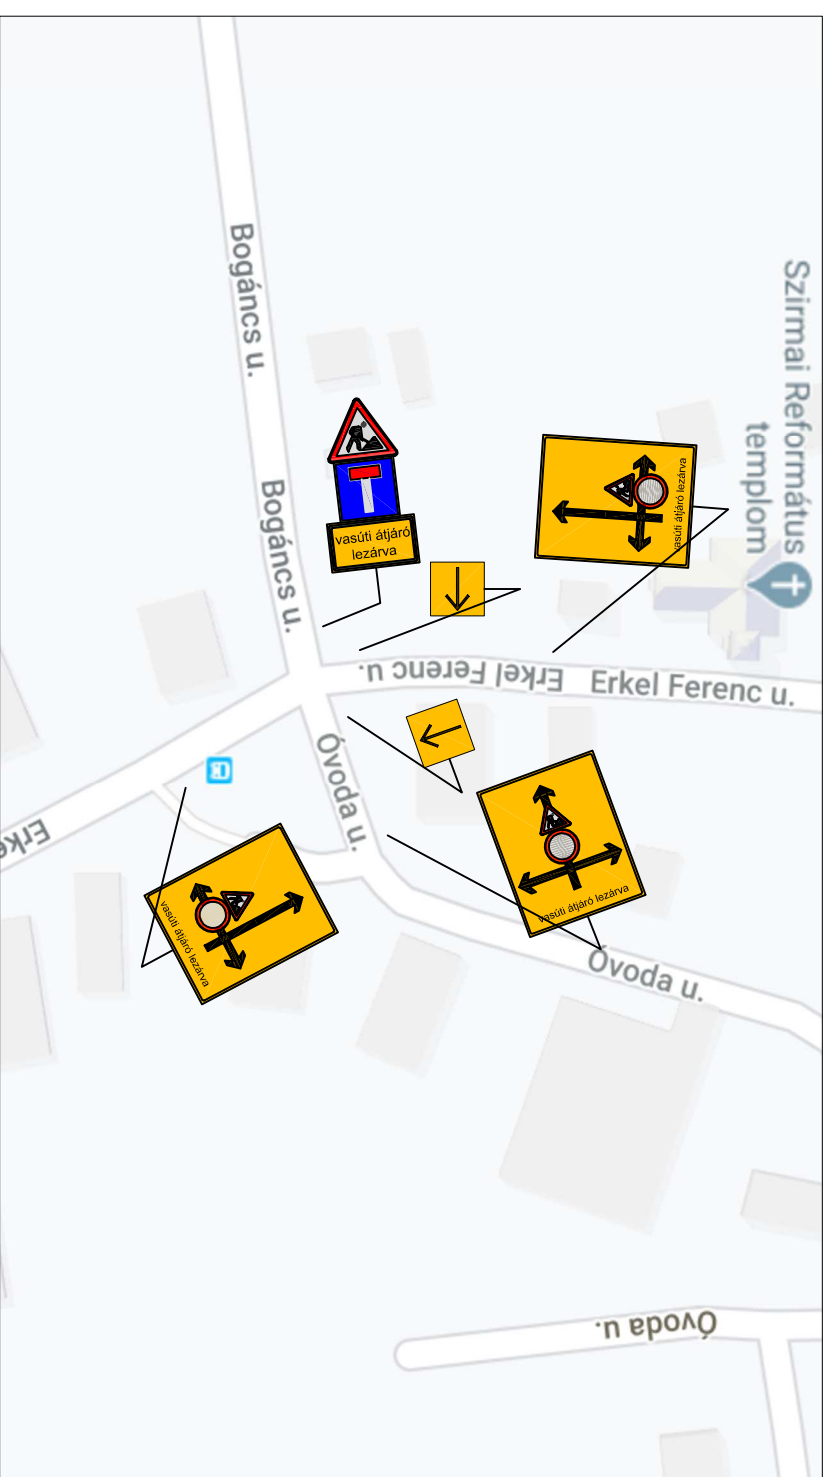 Bogáncs u.
Szirmai Református
templom
Bogáncs u.
vasúti átjáró
lezárva
vasúti átjáró lezárva
Erkel Ferenc u.
Erkel Ferenc u.
Óvoda u.
Erke
vasúti átjáró lezárva
vasúti átjáró lezárva
Óvoda u.
Óvoda u.